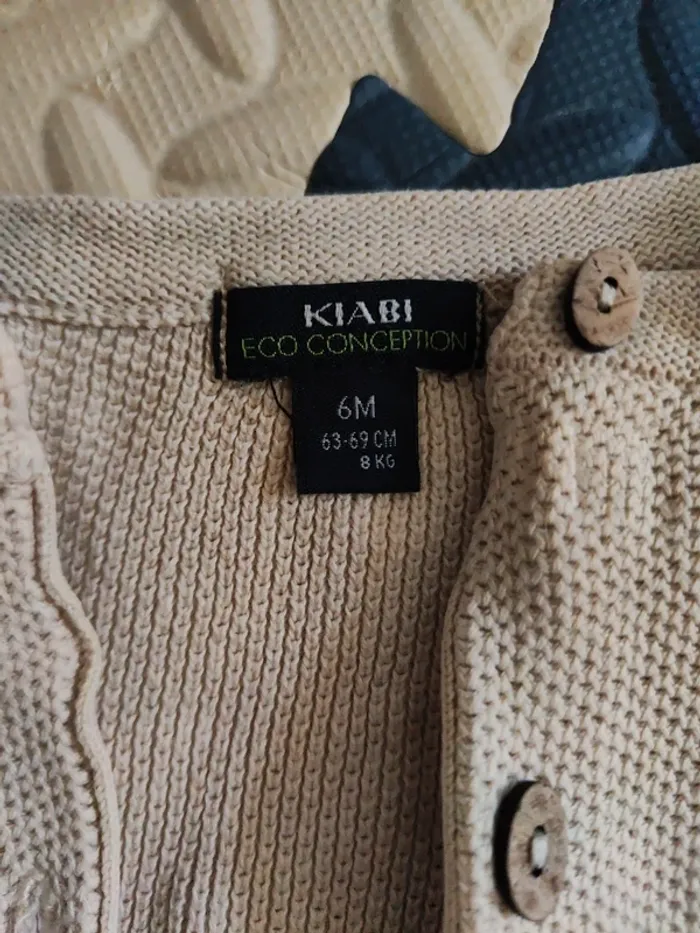 KIABI
ECO CONCEPTION
6M
63-69 CM
8 KG